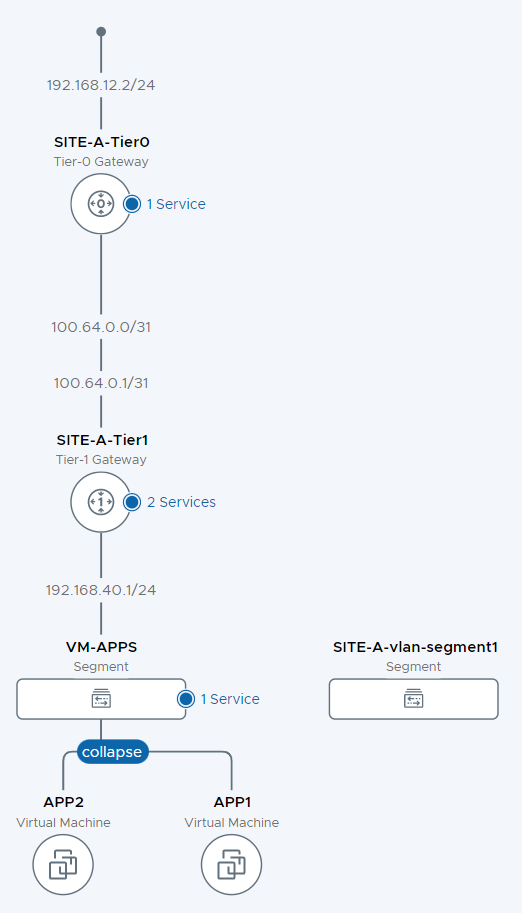 192.168.12.2/24
SITE-A-Tier0
Tier-0 Gateway
0
1 Service
100.64.0.0/31
100.64.0.1/31
SITE-A-Tier1
Tier-1 Gateway
1
2 Services
192.168.40.1/24
VM-APPS
Segment
1 Service
SITE-A-vlan-segment1
Segment
collapse
APP2
Virtual Machine
APP1
Virtual Machine